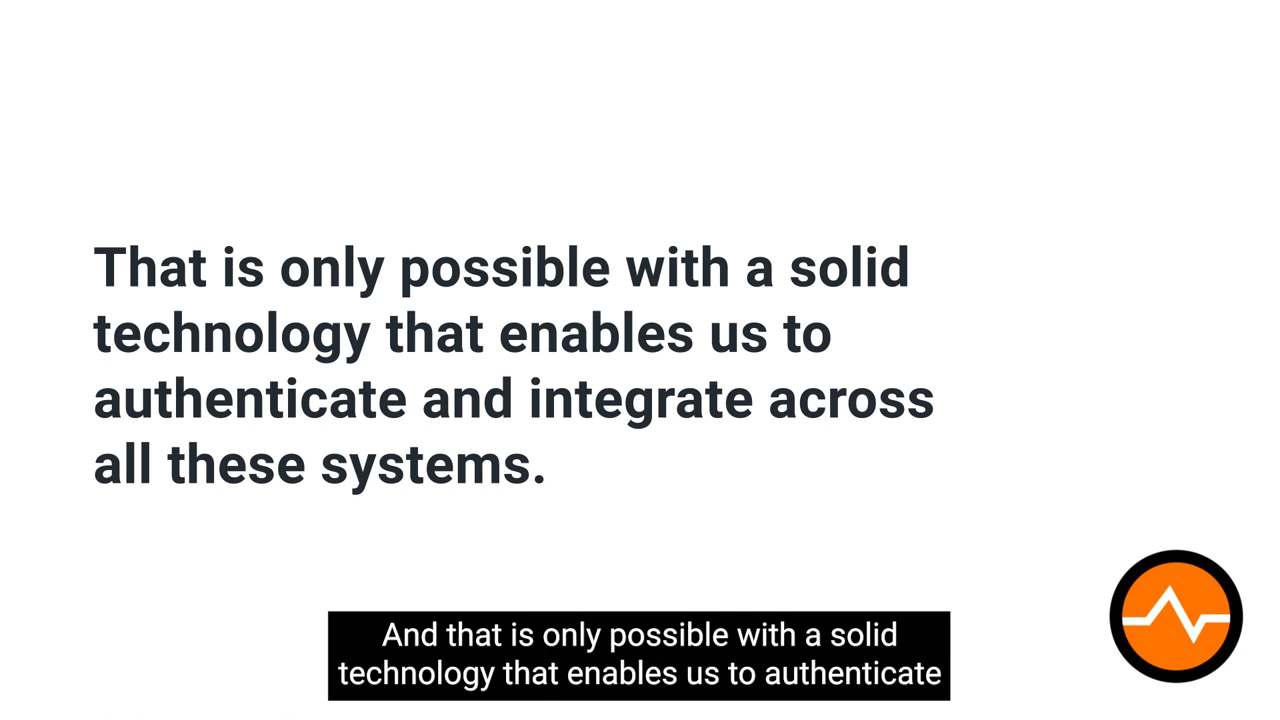 That is only possible with a solid
technology that enables us to
authenticate and integrate across
all these systems.
And that is only possible with a solid
technology that enables us to authenticate